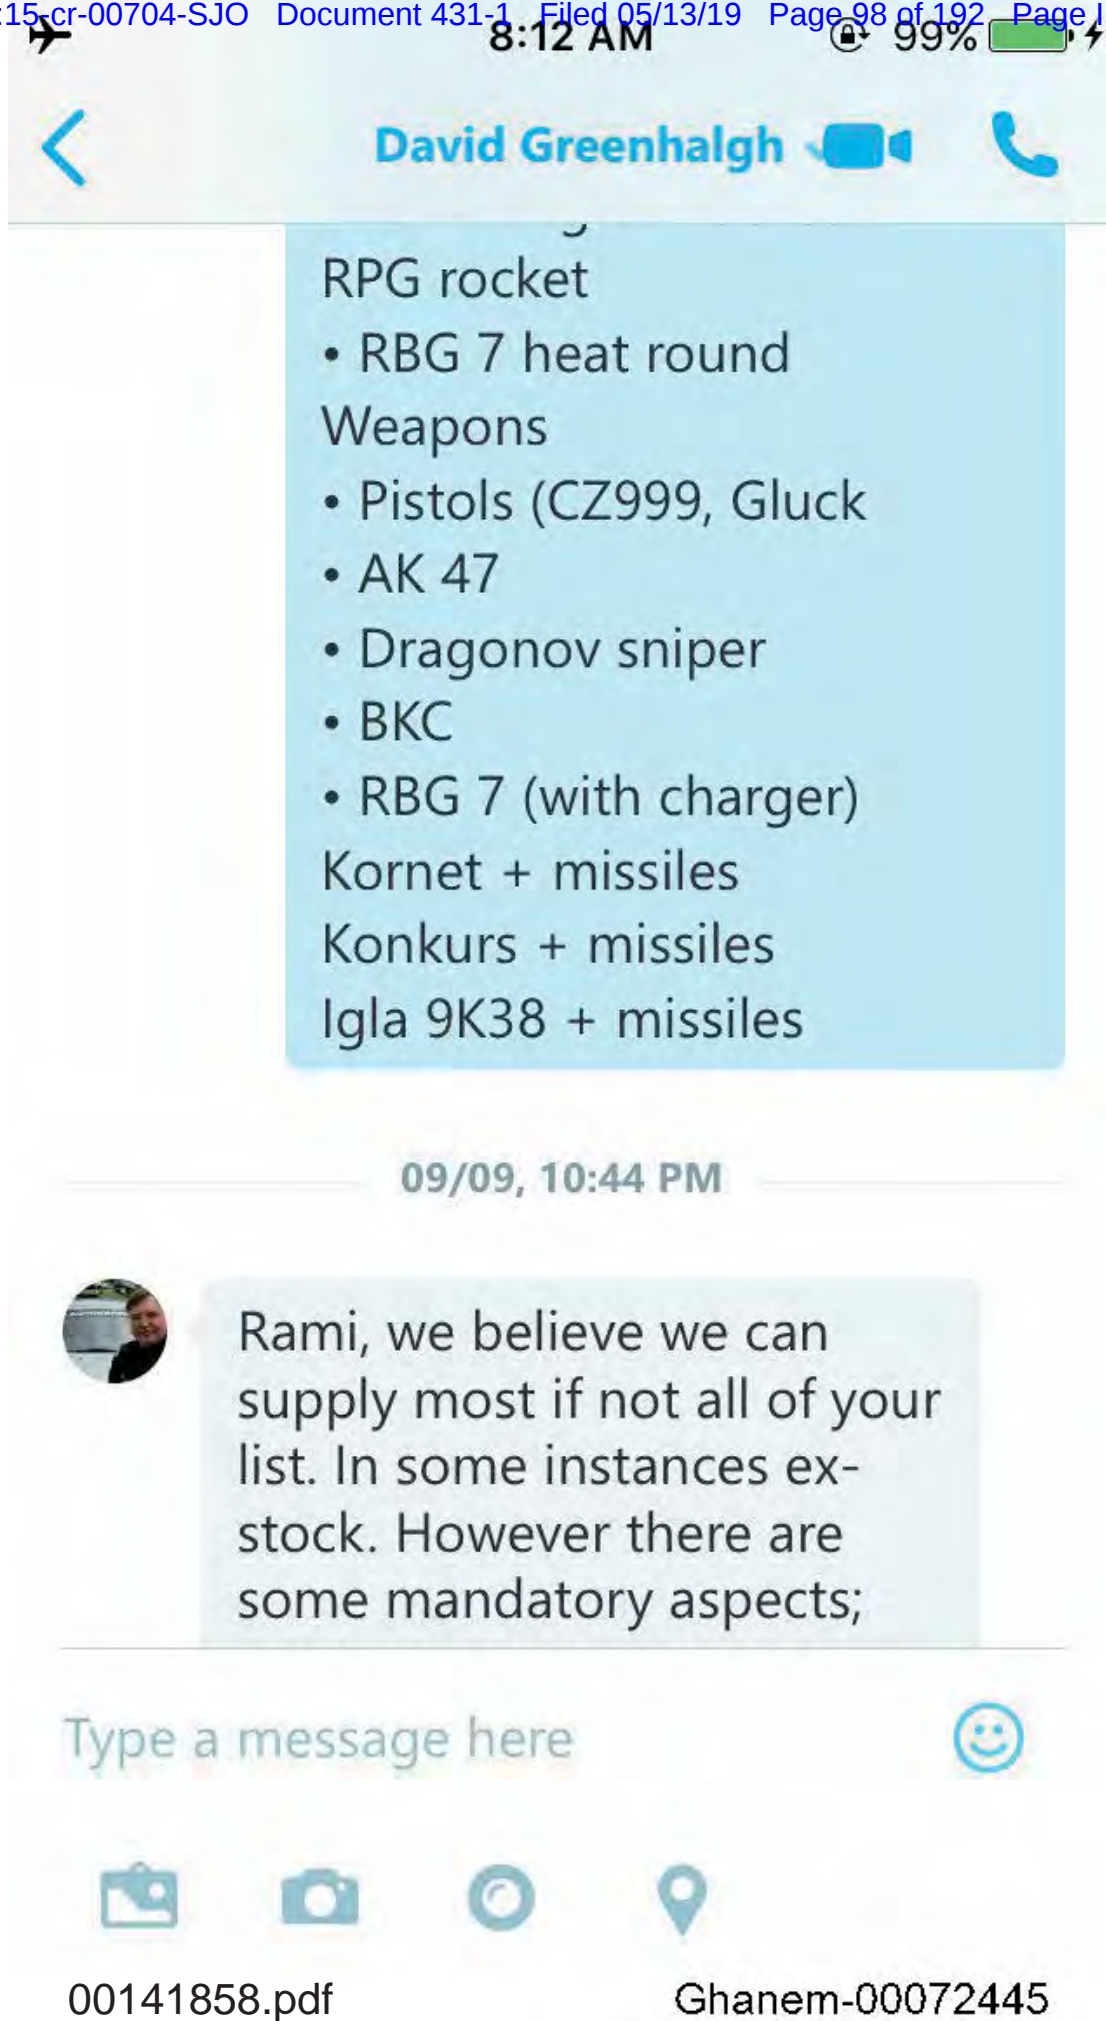 :15-cr-00704-SJO Document 431-1 Filed 05/13/19 Page 98 of 192 Page I
8:12 AM 99%
David Greenhalgh
RPG rocket
• RBG 7 heat round
Weapons
• Pistols (CZ999, Gluck
• AK 47
• Dragonov sniper
• BKC
• RBG 7 (with charger)
Kornet + missiles
Konkurs + missiles
Igla 9K38 + missiles
09/09, 10:44 PM
Rami, we believe we can
supply most if not all of your
list. In some instances ex-
stock. However there are
some mandatory aspects;
Type a message here
00141858.pdf Ghanem-00072445